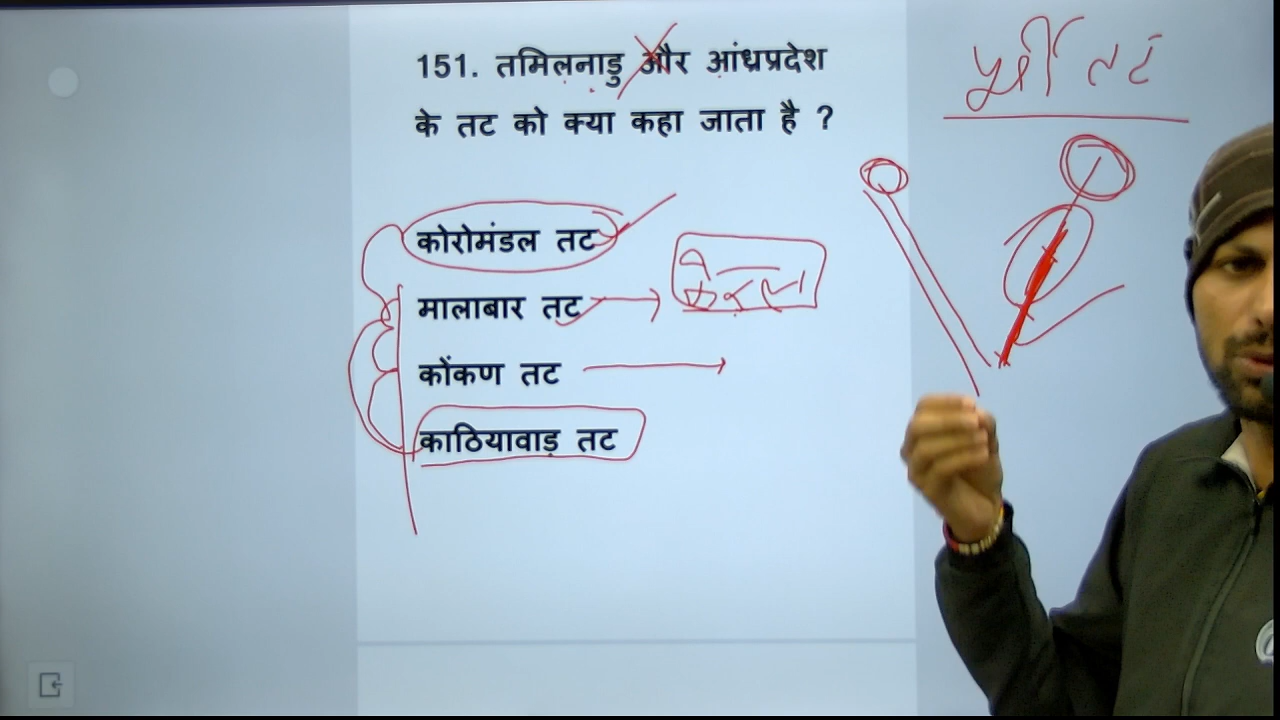 151. तमिलनाडु और आंध्रप्रदेश
के तट को क्या कहा जाता है ?
कोरोमंडल तट
मालाबार तट
कोंकण तट
काठियावाड़ तट
पूर्वी तट
केरल